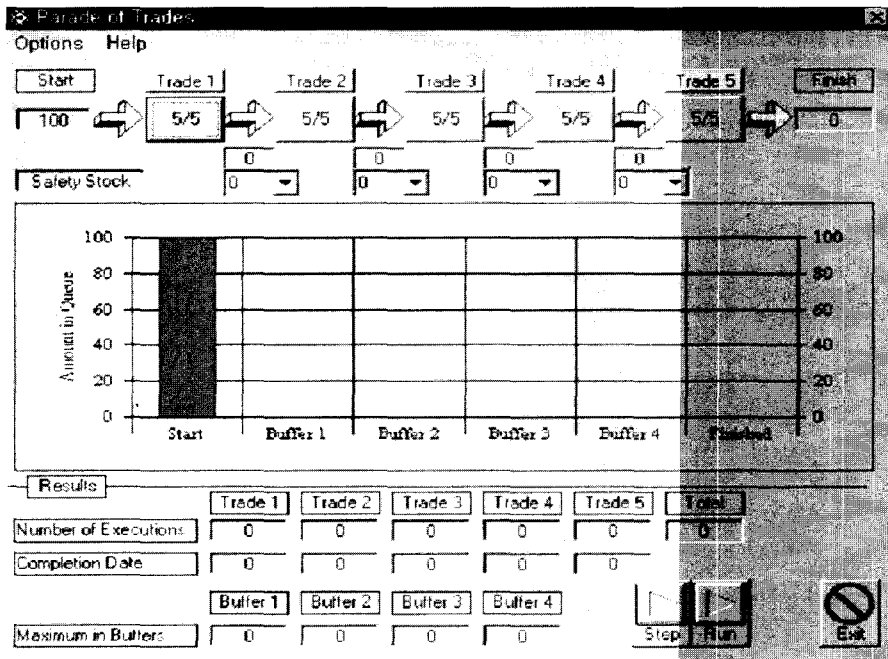 Parade of Trades
Options Help
Start Trade 1 Trade 2 Trade 3 Trade 4 Trade 5 Finish
100 5/5 5/5 5/5 5/5 5/5 0
0 0 0 0
Safety Stock 0 0 0 0
Amount in Queue
100 100
80 80
60 60
40 40
20 20
0 0
Start Buffer 1 Buffer 2 Buffer 3 Buffer 4 Finished
Results
Trade 1 Trade 2 Trade 3 Trade 4 Trade 5 Total
Number of Executions 0 0 0 0 0 0
Completion Date 0 0 0 0 0
Buffer 1 Buffer 2 Buffer 3 Buffer 4
Maximum in Buffers 0 0 0 0
Step Run Exit